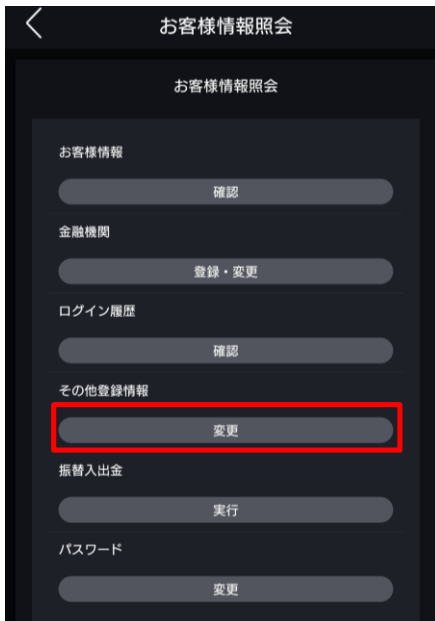 お客様情報照会
お客様情報照会
お客様情報
確認
金融機関
登録・変更
ログイン履歴
確認
その他登録情報
変更
振替入出金
実行
パスワード
変更